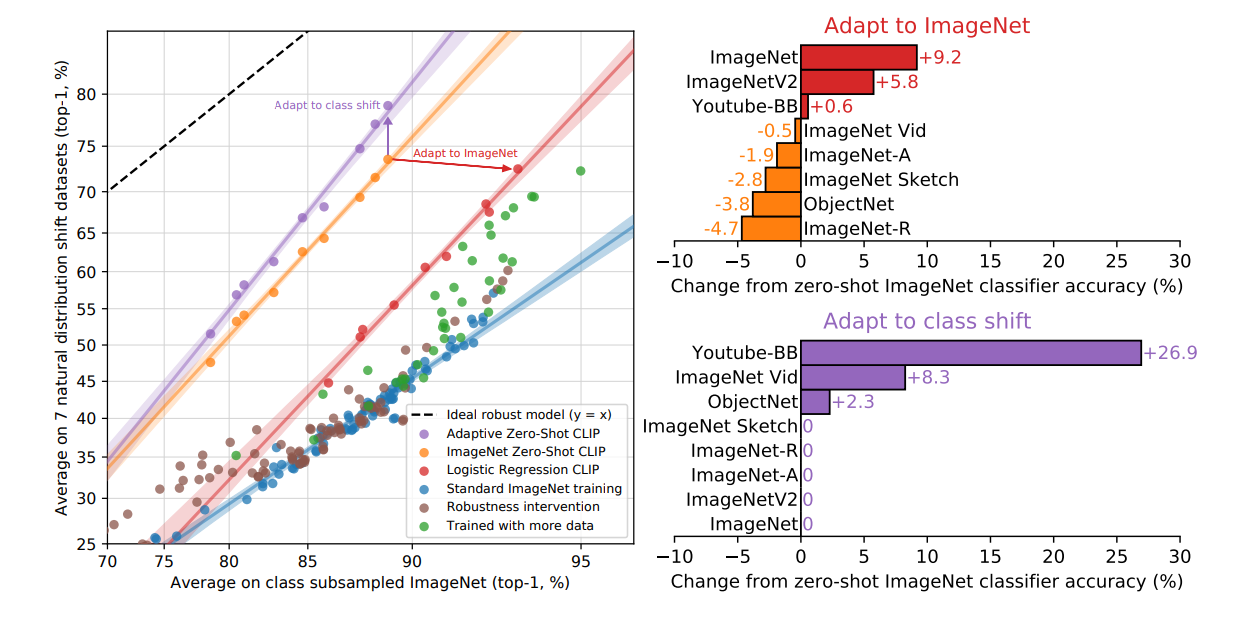 Average on 7 natural distribution shift datasets (top-1, %)
80
75
70
65
60
55
50
45
40
35
30
25
Adapt to class shift
Adapt to ImageNet
Ideal robust model (y = x)
Adaptive Zero-Shot CLIP
ImageNet Zero-Shot CLIP
Logistic Regression CLIP
Standard ImageNet training
Robustness intervention
Trained with more data
70 75 80 85 90 95
Average on class subsampled ImageNet (top-1, %)
Adapt to ImageNet
ImageNet +9.2
ImageNetV2 +5.8
Youtube-BB +0.6
-0.5 ImageNet Vid
-1.9 ImageNet-A
-2.8 ImageNet Sketch
-3.8 ObjectNet
-4.7 ImageNet-R
−10 −5 0 5 10 15 20 25 30
Change from zero-shot ImageNet classifier accuracy (%)
Adapt to class shift
Youtube-BB +26.9
ImageNet Vid +8.3
ObjectNet +2.3
ImageNet Sketch 0
ImageNet-R 0
ImageNet-A 0
ImageNetV2 0
ImageNet 0
−10 −5 0 5 10 15 20 25 30
Change from zero-shot ImageNet classifier accuracy (%)